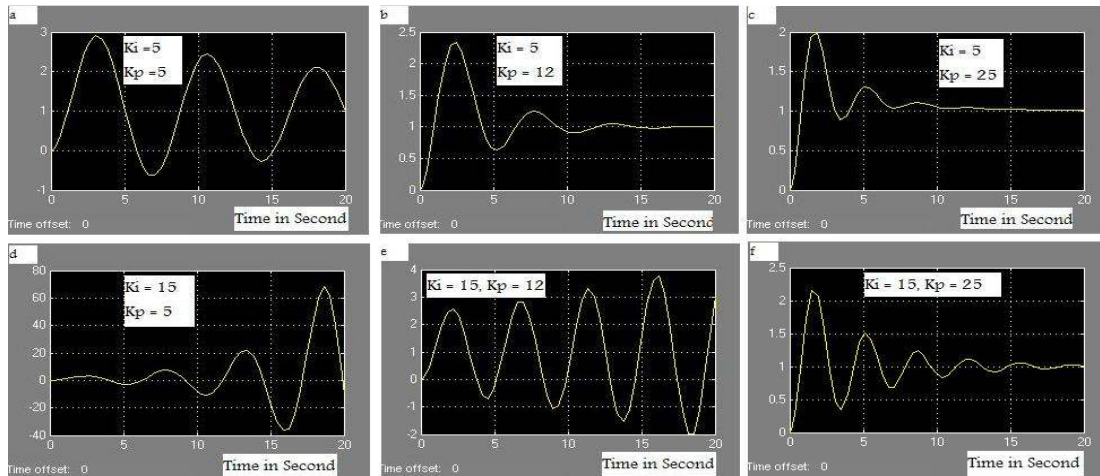 a
Ki =5
Kp =5
3
2
1
0
-1
0 5 10 15 20
Time offset: 0
Time in Second
b
Ki = 5
Kp = 12
2.5
2
1.5
1
0.5
0
0 5 10 15 20
Time offset: 0
Time in Second
c
Ki = 5
Kp = 25
2
1.5
1
0.5
0
0 5 10 15 20
Time offset: 0
Time in Second
d
Ki = 15
Kp = 5
80
60
40
20
0
-20
-40
0 5 10 15 20
Time offset: 0
Time in Second
e
Ki = 15, Kp = 12
4
3
2
1
0
-1
-2
0 5 10 15 20
Time offset: 0
Time in Second
f
Ki = 15, Kp = 25
2.5
2
1.5
1
0.5
0
0 5 10 15 20
Time offset: 0
Time in Second